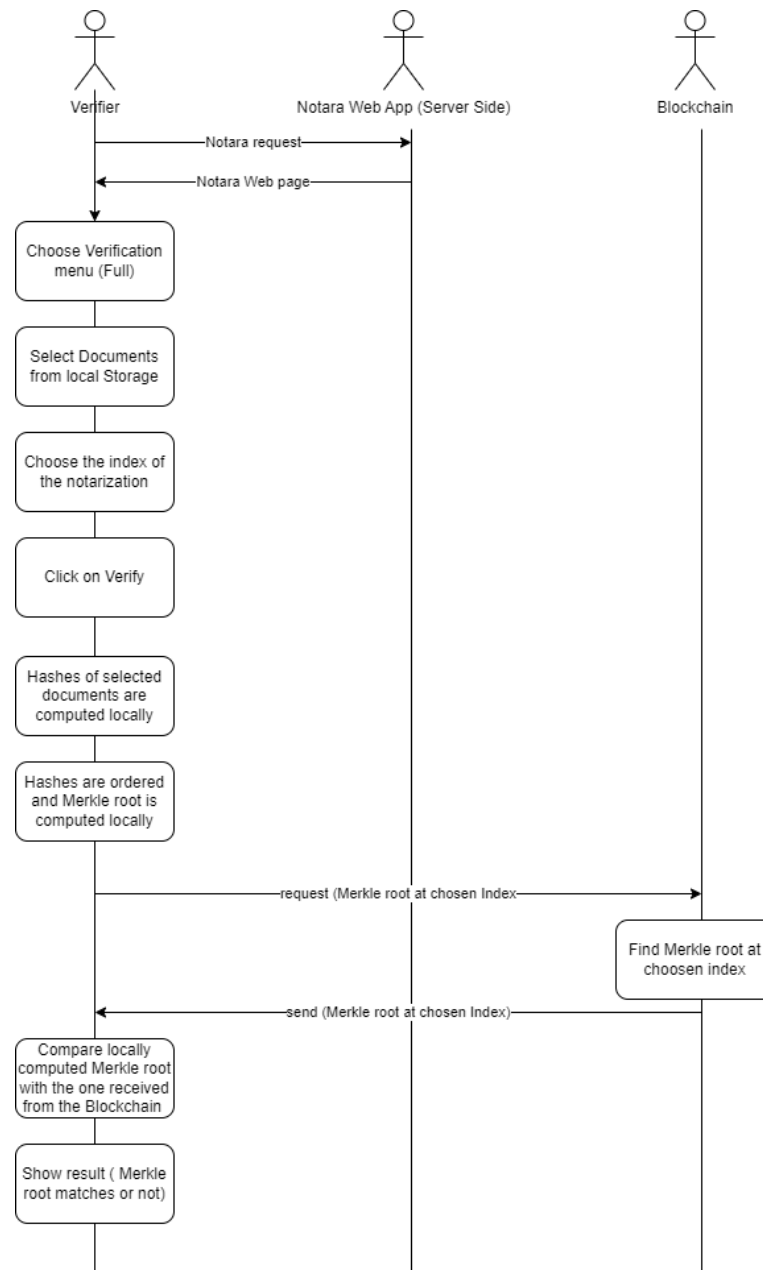 Verifier
Notara Web App (Server Side)
Blockchain
Notara request
Notara Web page
Choose Verification
menu (Full)
Select Documents
from local Storage
Choose the index of
the notarization
Click on Verify
Hashes of selected
documents are
computed locally
Hashes are ordered
and Merkle root is
computed locally
request (Merkle root at chosen Index
Find Merkle root at
choosen index
send (Merkle root at chosen Index)
Compare locally
computed Merkle root
with the one received
from the Blockchain
Show result ( Merkle
root matches or not)